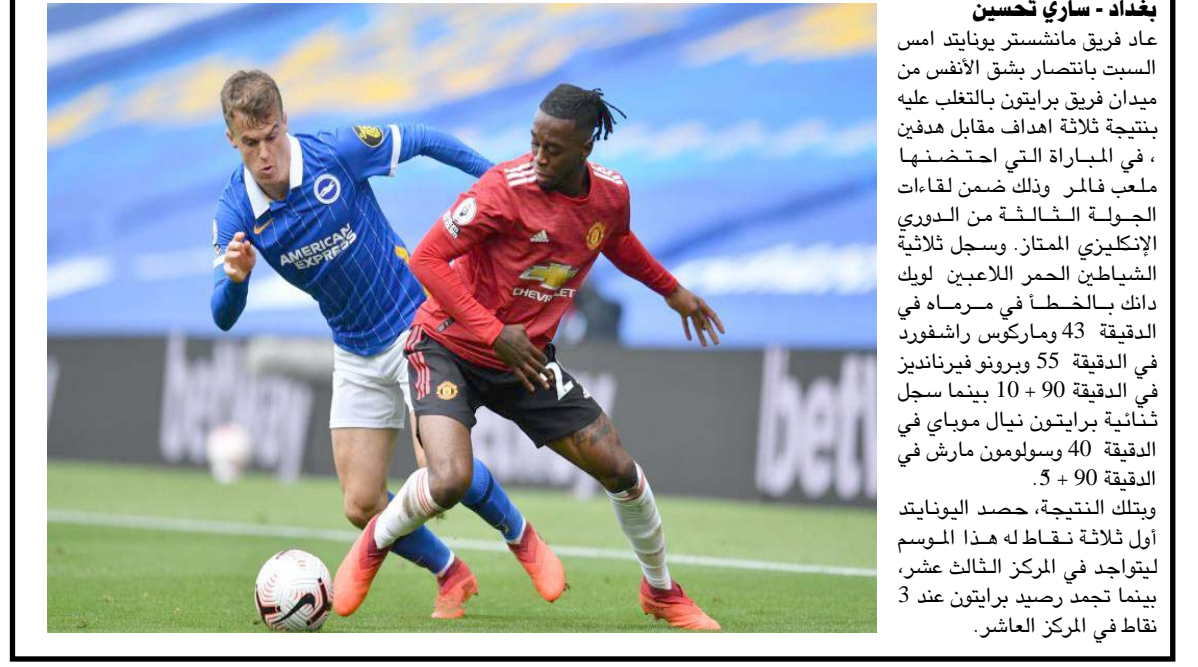 بغداد - ساري تحسين
عاد فريق مانشستر يونايتد امس
السبت بانتصار بشق الأنفس من
ميدان فريق برايتون بالتغلب عليه
بنتيجة ثلاثة اهداف مقابل هدفين
، في المباراة التي احتضنها
ملعب فالمر وذلك ضمن لقاءات
الجولة الثالثة من الدوري
الإنكليزي الممتاز. وسجل ثلاثية
الشياطين الحمر اللاعبين لويك
دانك بالخطأ في مرماه في
الدقيقة 43 وماركوس راشفورد
في الدقيقة 55 وبرونو فيرنانديز
في الدقيقة 90 + 10 بينما سجل
ثنائية برايتون نيال موباي في
الدقيقة 40 وسولومون مارش في
الدقيقة 90 + 5.
وبتلك النتيجة، حصد اليونايتد
أول ثلاثة نقاط له هذا الموسم
ليتواجد في المركز الثالث عشر،
بينما تجمد رصيد برايتون عند 3
نقاط في المركز العاشر.
AMERICAN
EXPRESS
adidas
CHEVROLET
2
betway
bet